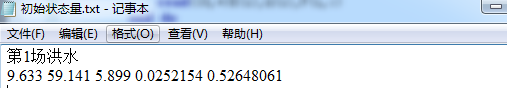 初始状态量.txt - 记事本
文件(F) 编辑(E) 格式(O) 查看(V) 帮助(H)
第1场洪水
9.633 59.141 5.899 0.0252154 0.52648061